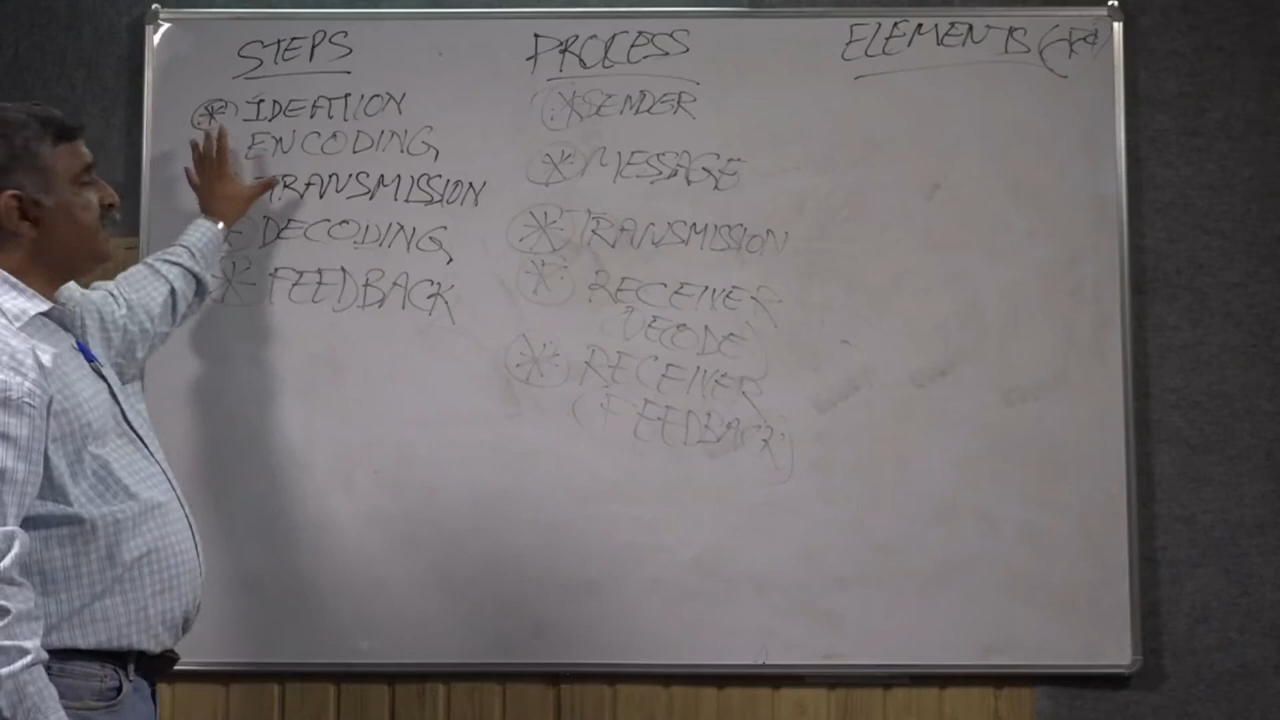 STEPS
IDEATION
ENCODING
TRANSMISSION
DECODING
FEEDBACK
PROCESS
SENDER
MESSAGE
TRANSMISSION
RECEIVER
(DECODE)
RECEIVER
(FEEDBACK)
ELEMENTS